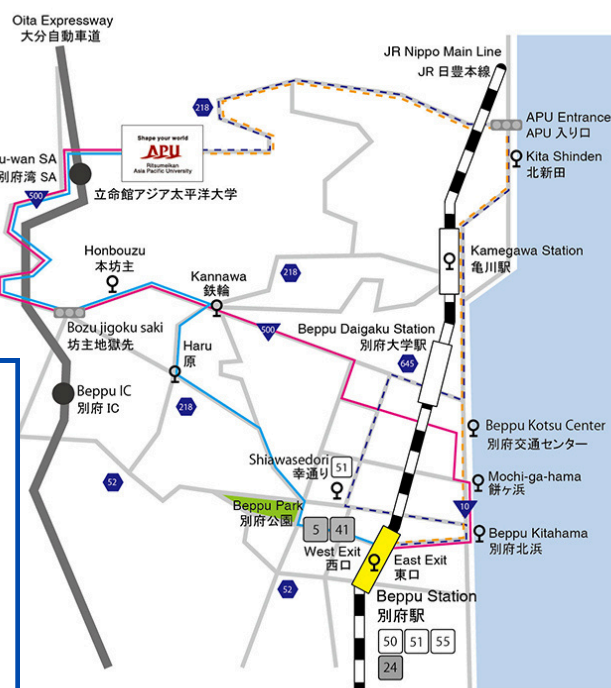 Oita Expressway
大分自動車道
JR Nippo Main Line
JR 日豊本線
218
APU Entrance
APU 入り口
Shape your world
APU
Ritsumeikan
Asia Pacific University
Kita Shinden
北新田
u-wan SA
別府湾 SA
立命館アジア太平洋大学
500
Honbouzu
本坊主
Kannawa
鉄輪
218
Kamegawa Station
亀川駅
Bozu jigoku saki
坊主地獄先
500
Beppu Daigaku Station
別府大学駅
Haru
原
645
Beppu IC
別府 IC
218
Beppu Kotsu Center
別府交通センター
Shiawasedori
幸通り
51
52
Mochi-ga-hama
餅ヶ浜
Beppu Park
別府公園
10
5
41
West Exit
西口
Beppu Kitahama
別府北浜
East Exit
東口
52
Beppu Station
別府駅
50
51
55
24